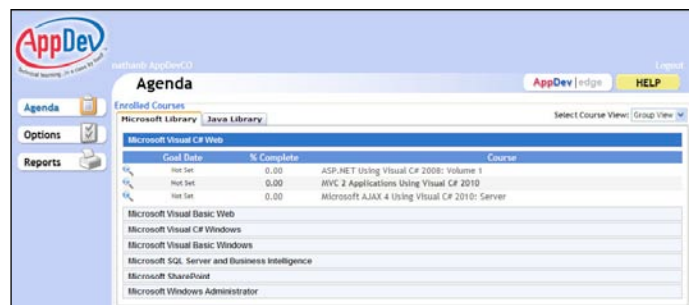 AppDev
nathanb AppDevCO
Logout
Agenda
AppDev edge
HELP
Agenda
Options
Reports
Enrolled Courses
Microsoft Library Java Library
Select Course View: Group View
Microsoft Visual C# Web
Goal Date % Complete Course
Not Set 0.00 ASP.NET Using Visual C# 2008: Volume 1
Not Set 0.00 MVC 2 Applications Using Visual C# 2010
Not Set 0.00 Microsoft AJAX 4 Using Visual C# 2010: Server
Microsoft Visual Basic Web
Microsoft Visual C# Windows
Microsoft Visual Basic Windows
Microsoft SQL Server and Business Intelligence
Microsoft SharePoint
Microsoft Windows Administrator